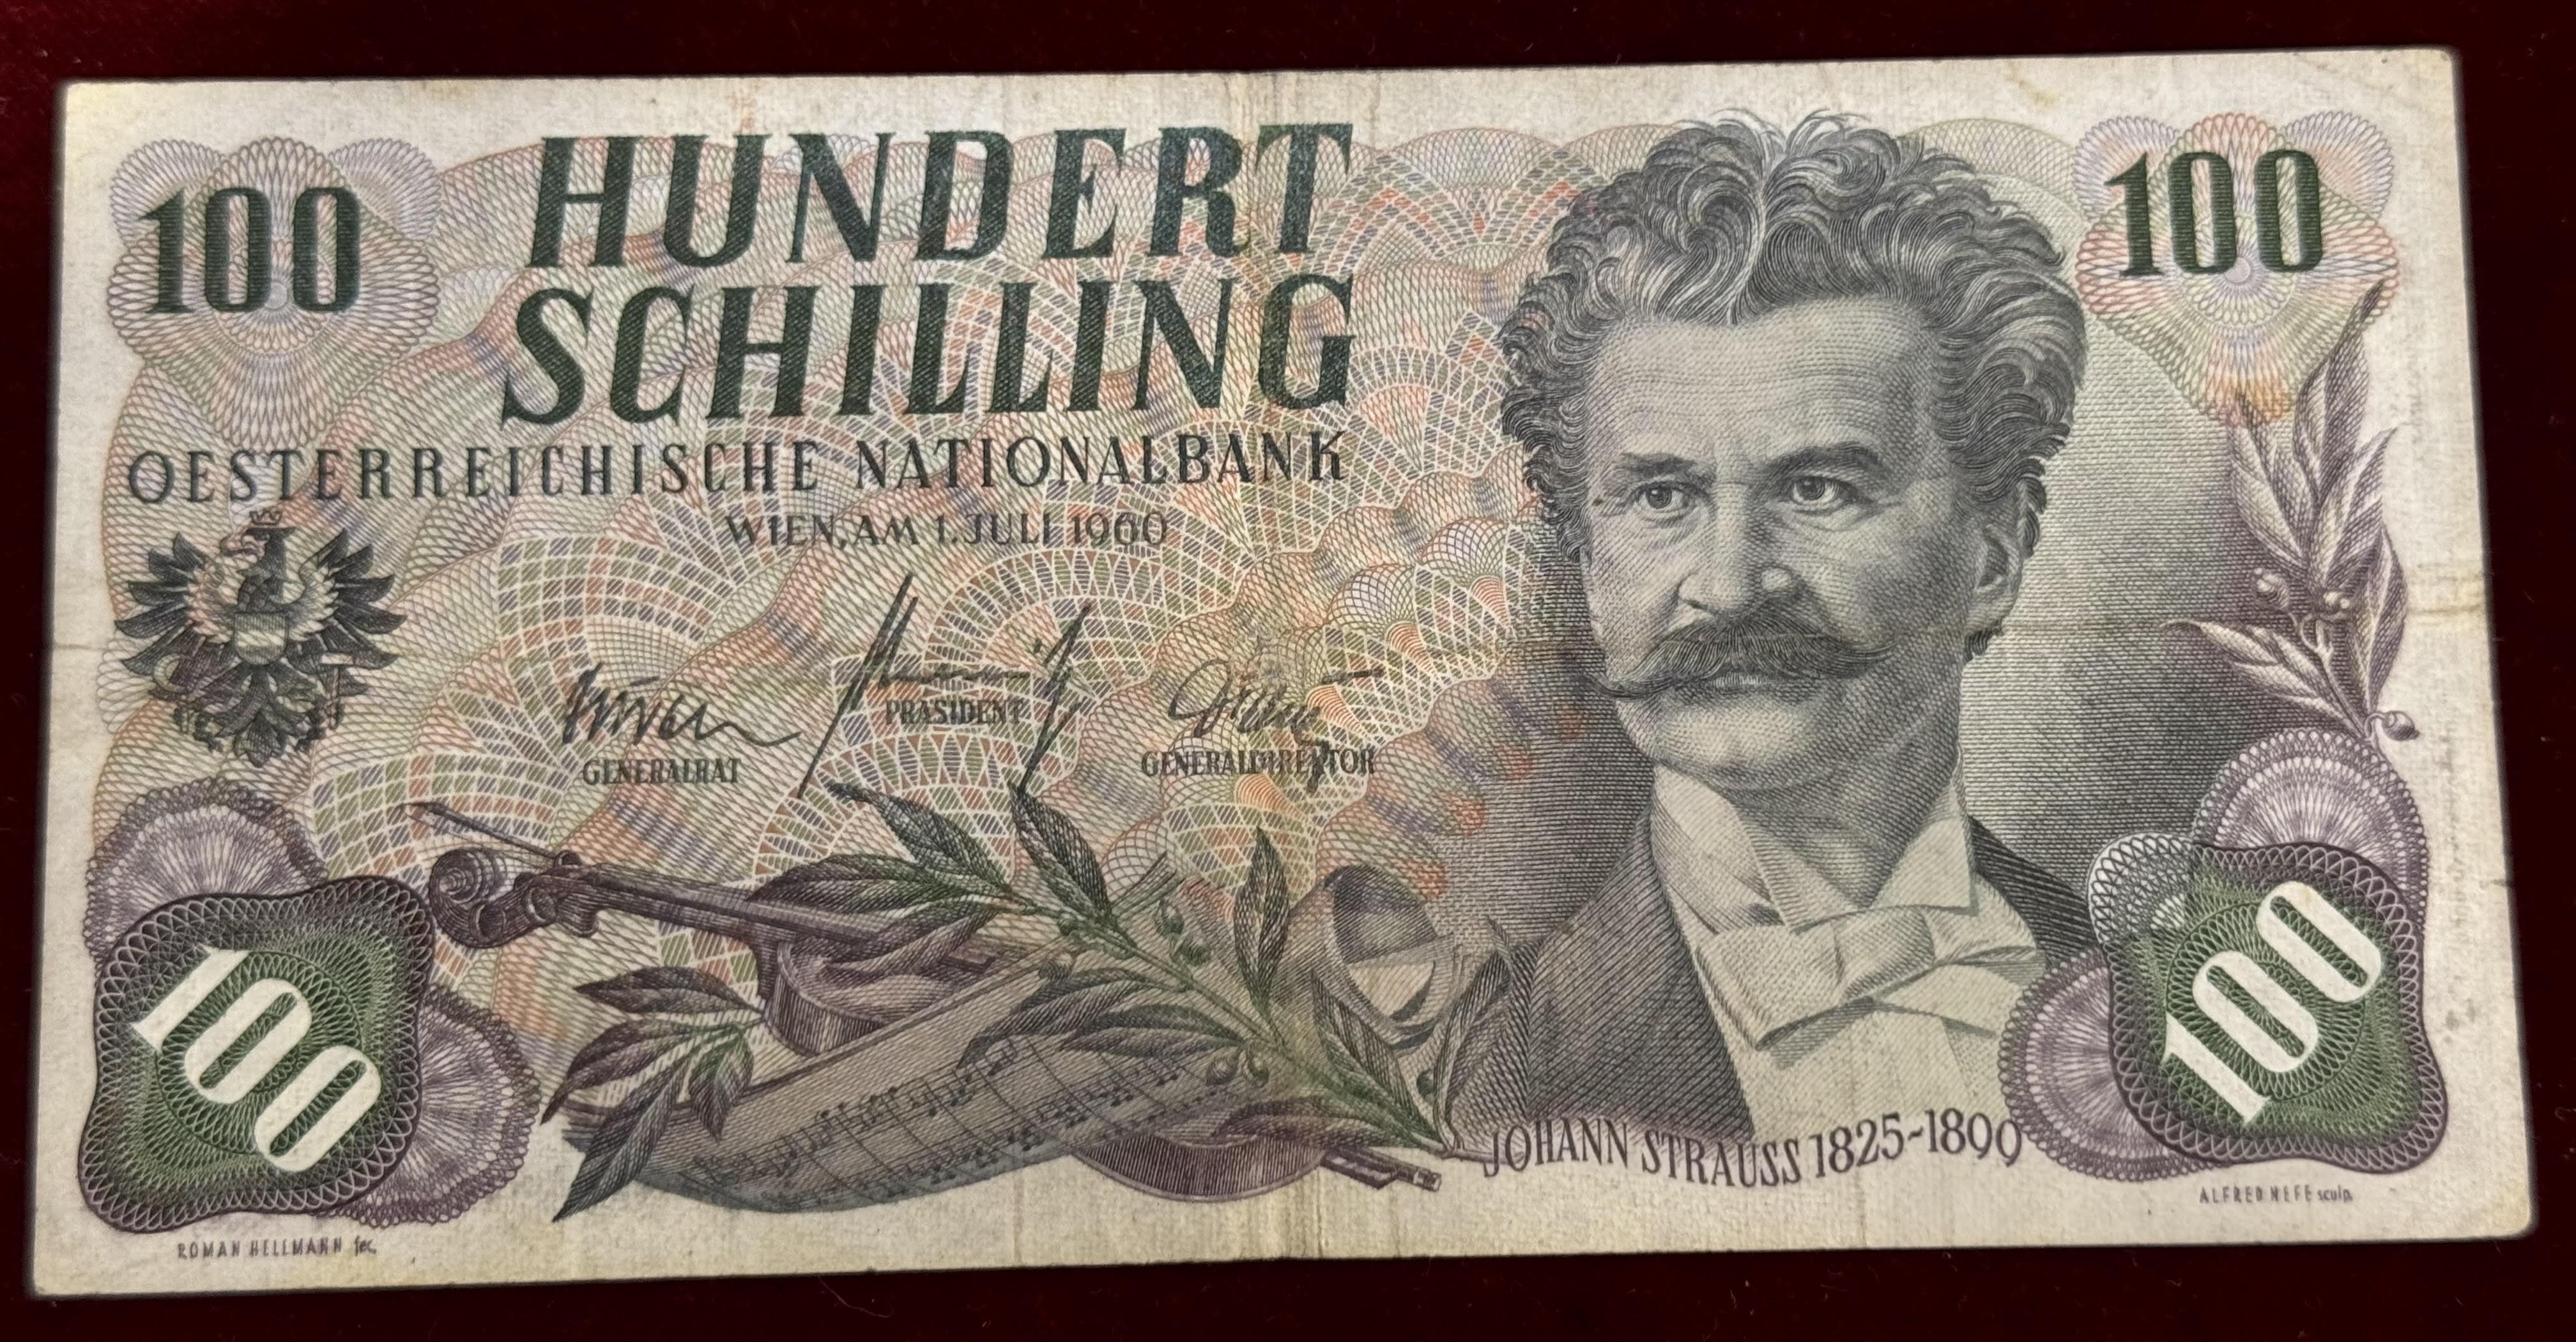 100
HUNDERT
SCHILLING
100
OESTERREICHISCHE NATIONALBANK
WIEN, AM 1. JULI 1960
GENERALRAT
PRÄSIDENT
GENERALDIREKTOR
100
100
JOHANN STRAUSS 1825-1899
ROMAN HELLMANN fec.
ALFRED NEFE sculp.